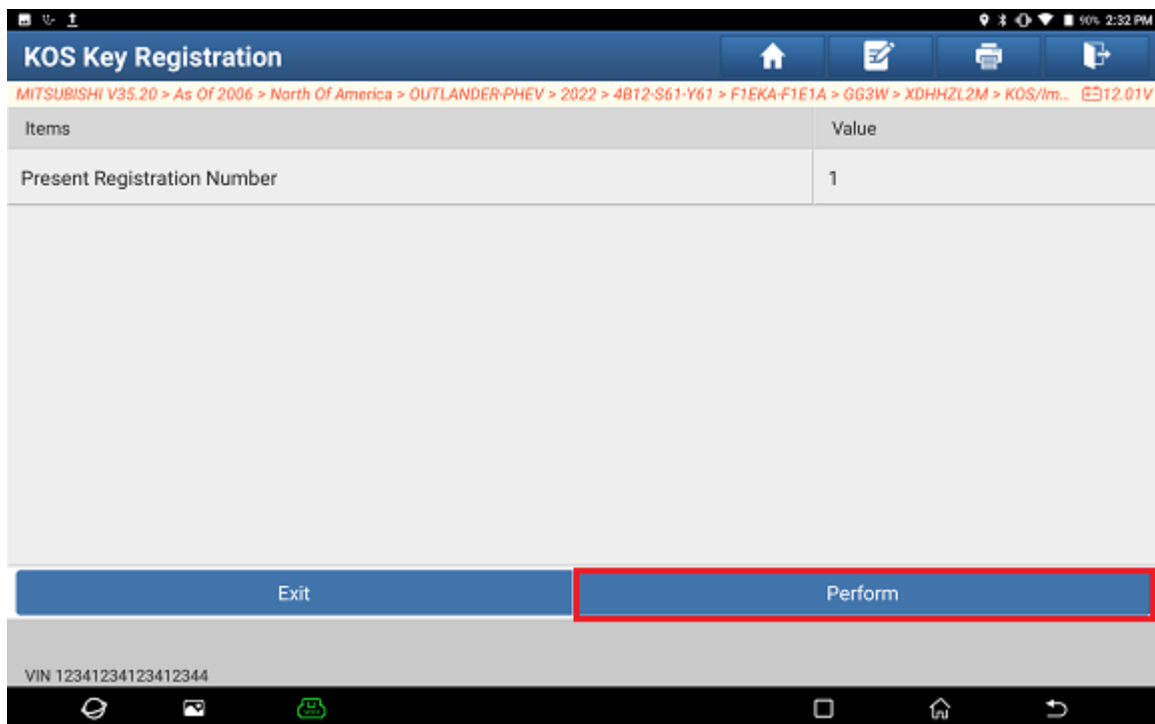 90% 2:32 PM
KOS Key Registration
MITSUBISHI V35.20 > As Of 2006 > North Of America > OUTLANDER-PHEV > 2022 > 4B12-S61-Y61 > F1EKA-F1E1A > GG3W > XDHHZL2M > KOS/Im... 12.01V
Items Value
Present Registration Number 1
Exit Perform
VIN 12341234123412344